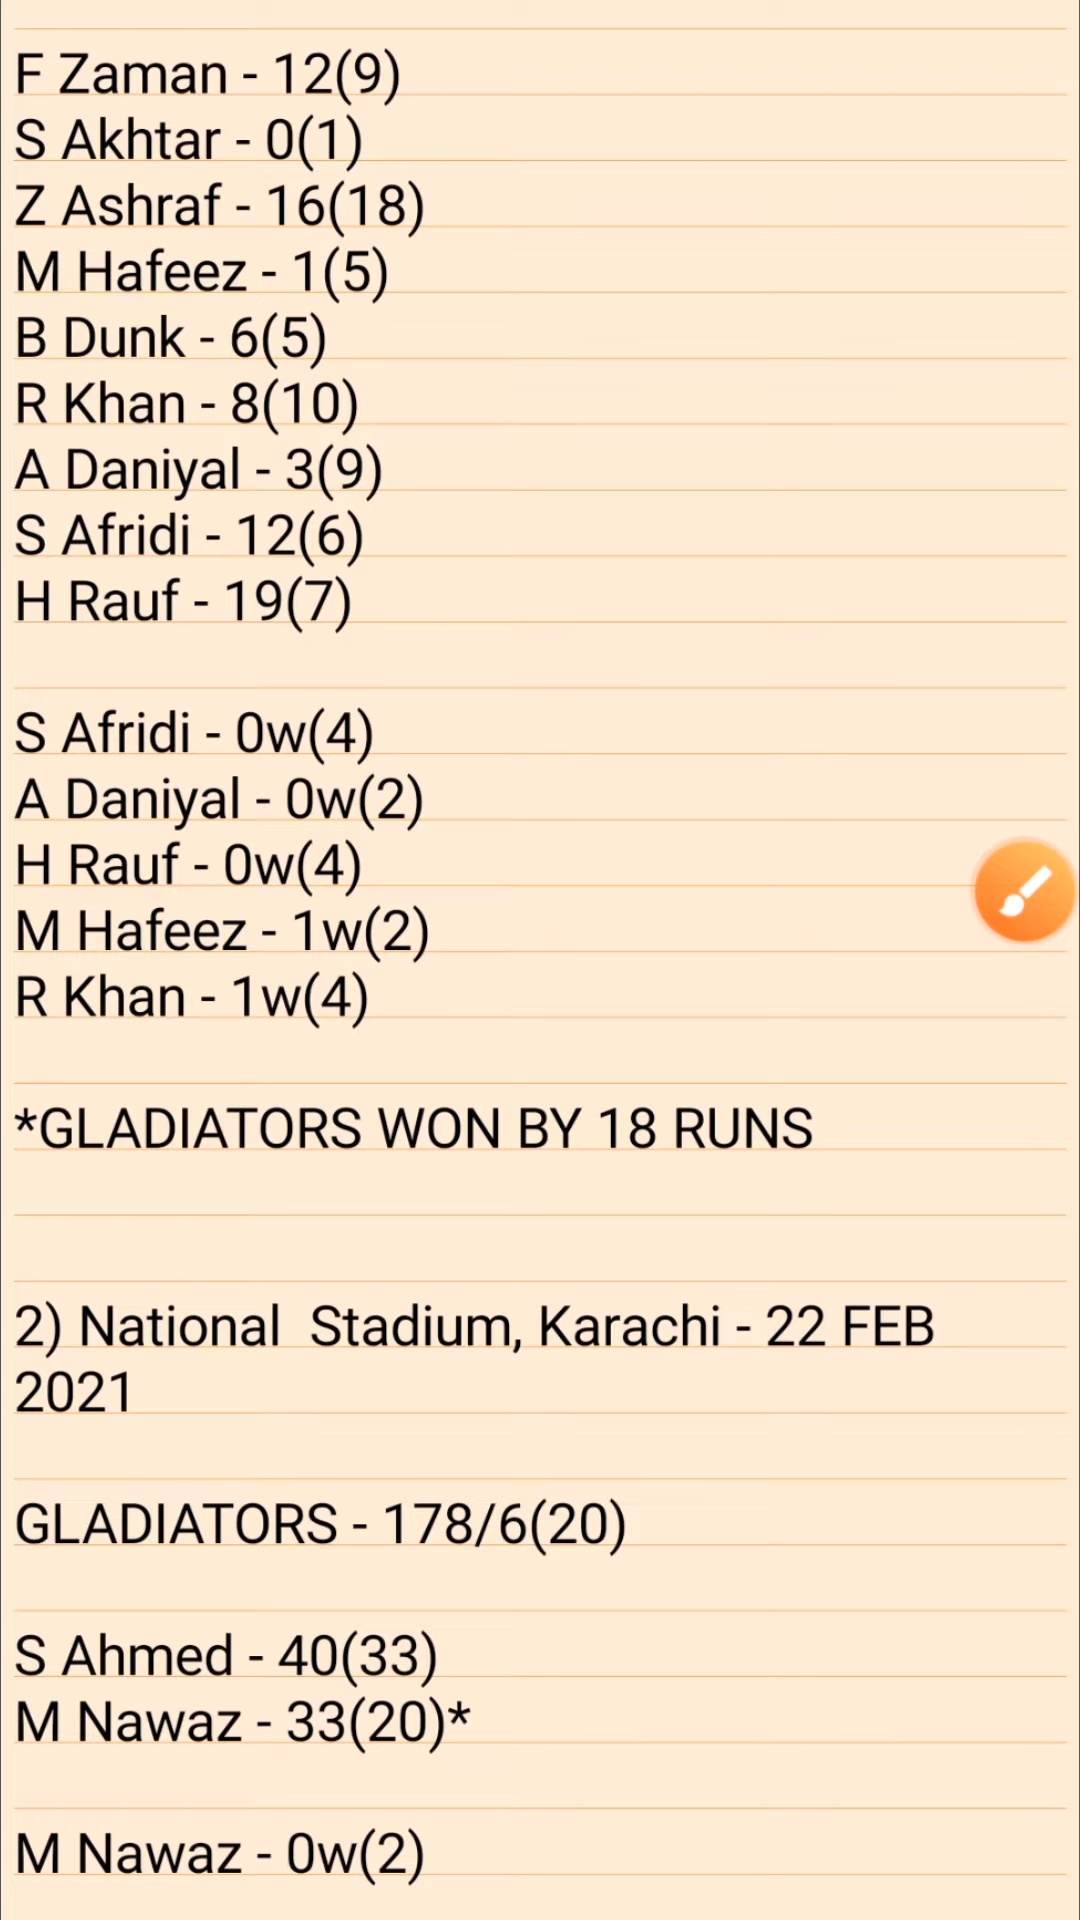 F Zaman - 12(9)
S Akhtar - 0(1)
Z Ashraf - 16(18)
M Hafeez - 1(5)
B Dunk - 6(5)
R Khan - 8(10)
A Daniyal - 3(9)
S Afridi - 12(6)
H Rauf - 19(7)
S Afridi - 0w(4)
A Daniyal - 0w(2)
H Rauf - 0w(4)
M Hafeez - 1w(2)
R Khan - 1w(4)
*GLADIATORS WON BY 18 RUNS
2) National  Stadium, Karachi - 22 FEB
2021
GLADIATORS - 178/6(20)
S Ahmed - 40(33)
M Nawaz - 33(20)*
M Nawaz - 0w(2)